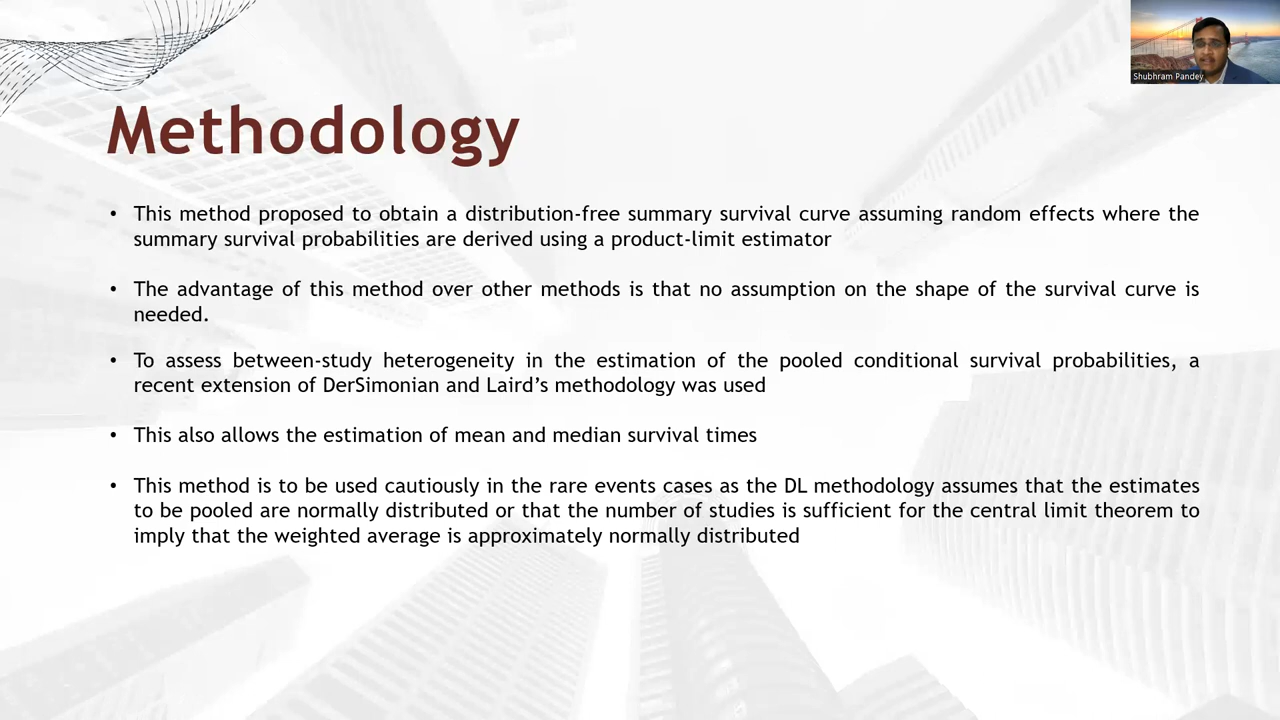 Shubhram Pandey
Methodology
• This method proposed to obtain a distribution-free summary survival curve assuming random effects where the
summary survival probabilities are derived using a product-limit estimator
• The advantage of this method over other methods is that no assumption on the shape of the survival curve is
needed.
• To assess between-study heterogeneity in the estimation of the pooled conditional survival probabilities, a
recent extension of DerSimonian and Laird’s methodology was used
• This also allows the estimation of mean and median survival times
• This method is to be used cautiously in the rare events cases as the DL methodology assumes that the estimates
to be pooled are normally distributed or that the number of studies is sufficient for the central limit theorem to
imply that the weighted average is approximately normally distributed